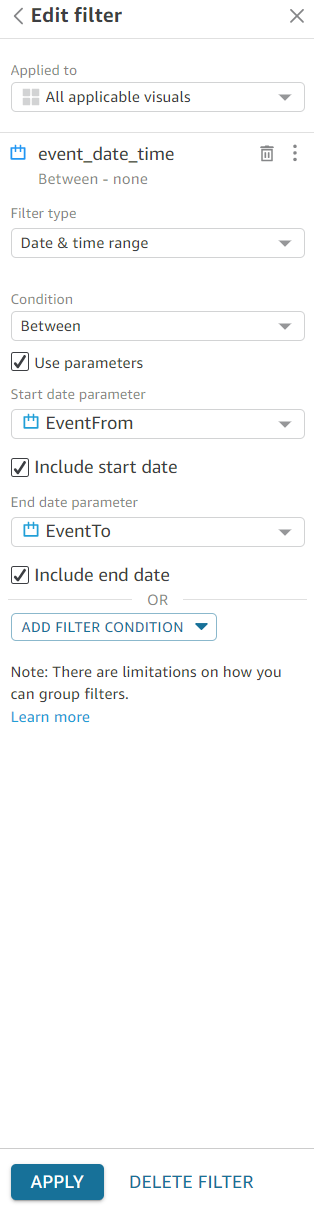 Edit filter
Applied to
All applicable visuals
event_date_time
Between - none
Filter type
Date & time range
Condition
Between
Use parameters
Start date parameter
EventFrom
Include start date
End date parameter
EventTo
Include end date
OR
ADD FILTER CONDITION
Note: There are limitations on how you
can group filters.
Learn more
APPLY DELETE FILTER